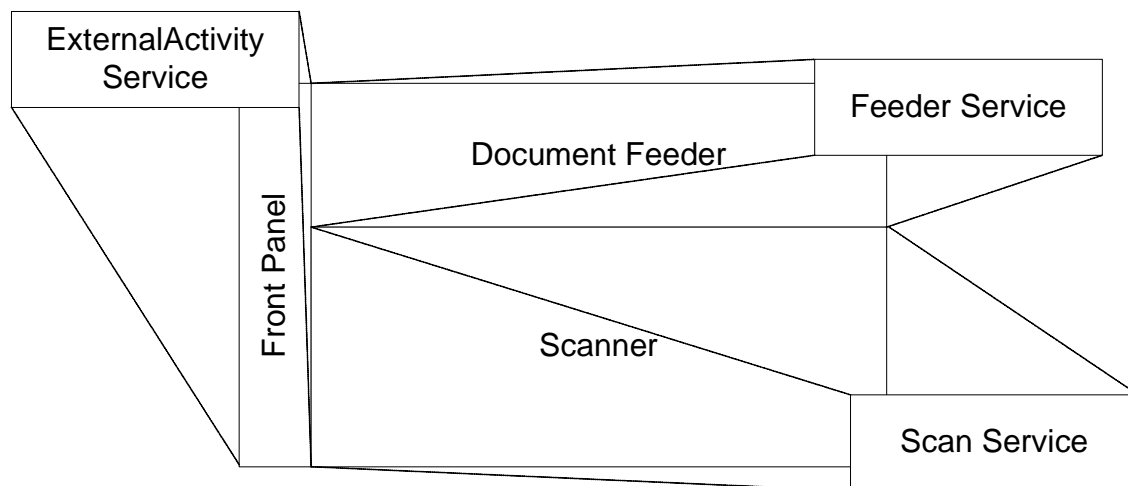 ExternalActivity
Service
Feeder Service
Document Feeder
Front Panel
Scanner
Scan Service